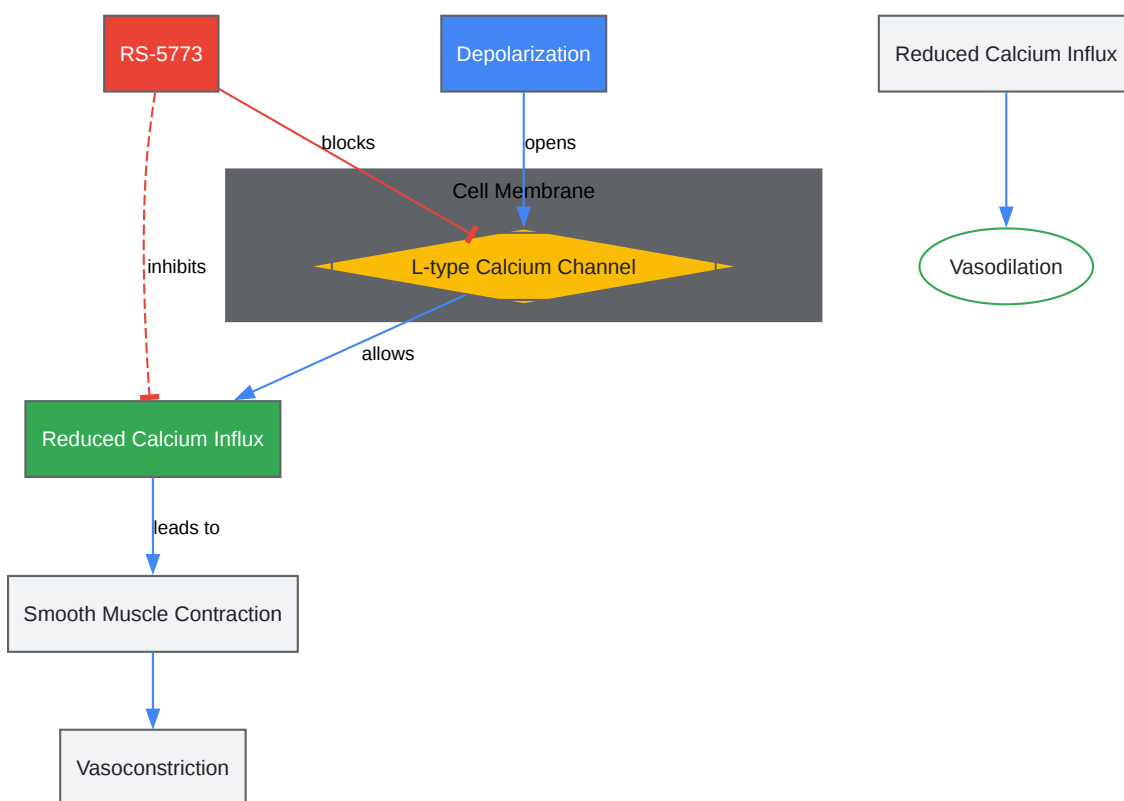 RS-5773
Depolarization
Reduced Calcium Influx
blocks
opens
Cell Membrane
inhibits
L-type Calcium Channel
Vasodilation
allows
Reduced Calcium Influx
leads to
Smooth Muscle Contraction
Vasoconstriction